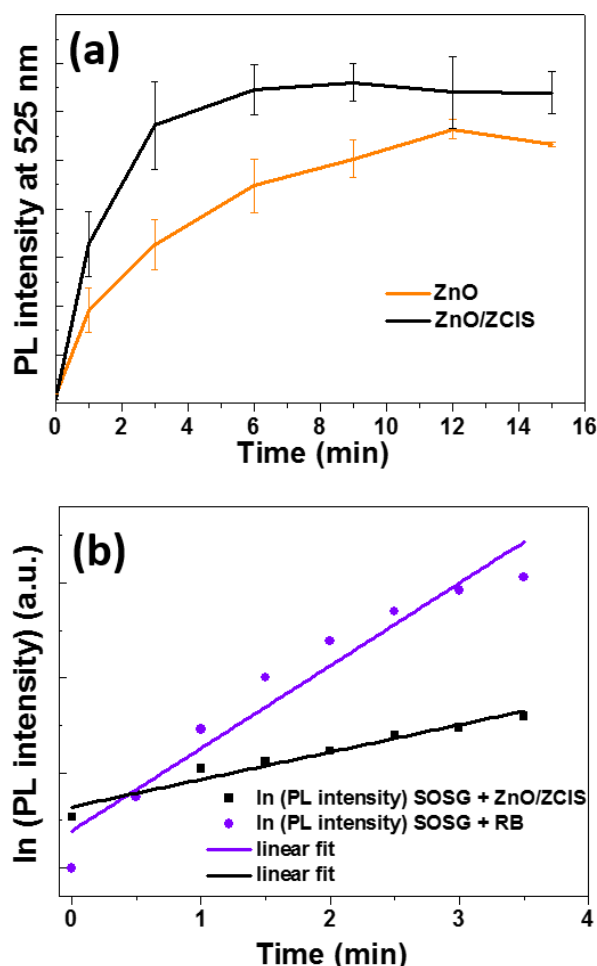 (a)
PL intensity at 525 nm
ZnO
ZnO/ZCIS
0 2 4 6 8 10 12 14 16
Time (min)
(b)
ln (PL intensity) (a.u.)
ln (PL intensity) SOSG + ZnO/ZCIS
ln (PL intensity) SOSG + RB
linear fit
linear fit
0 1 2 3 4
Time (min)